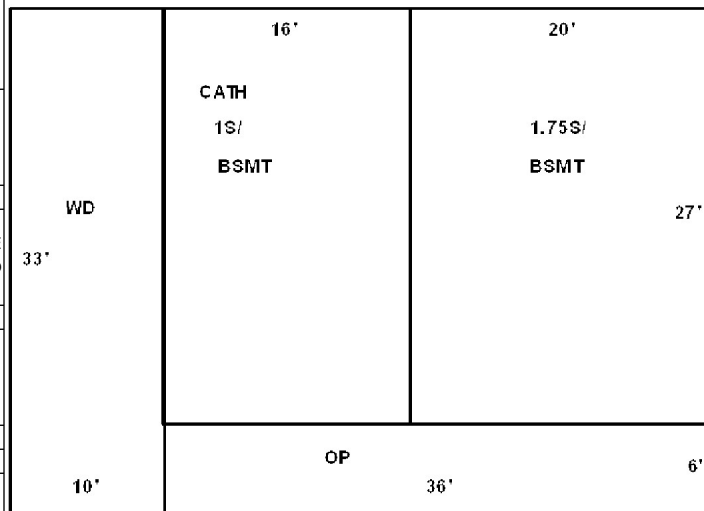 16'
20'
CATH
1S/
BSMT
1.75S/
BSMT
WD
27'
33'
OP
6'
10'
36'